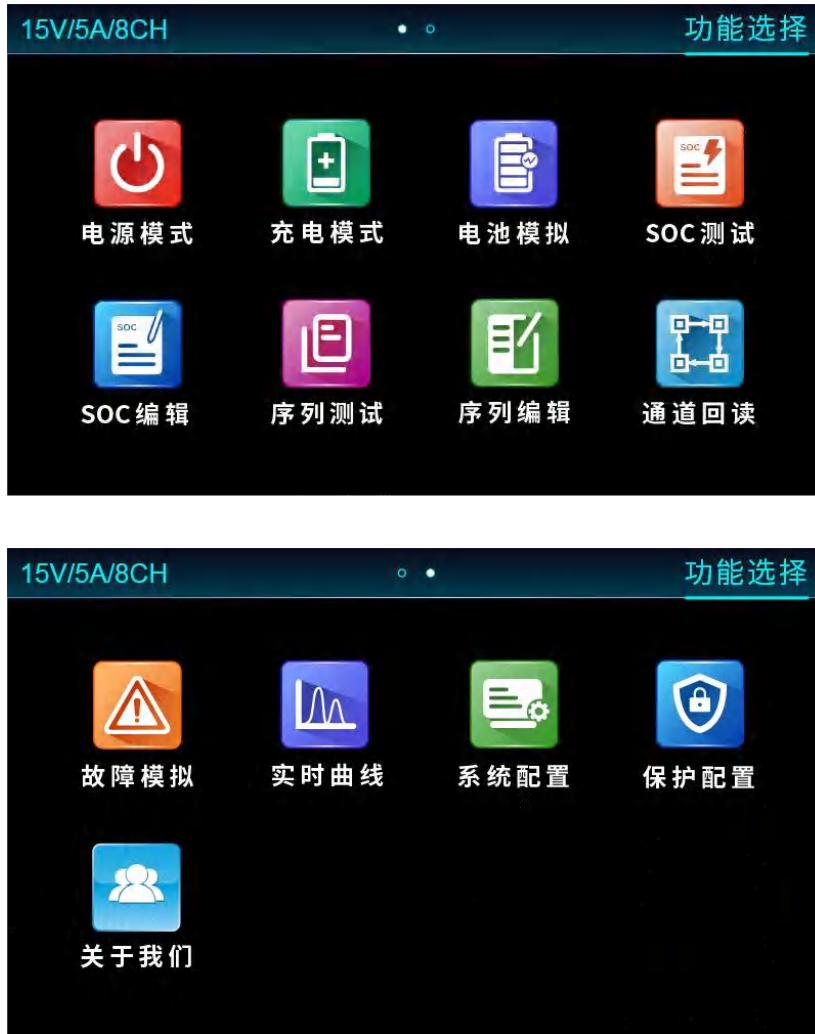 15V/5A/8CH 功能选择
电源模式 充电模式 电池模拟 SOC测试
SOC编辑 序列测试 序列编辑 通道回读
15V/5A/8CH 功能选择
故障模拟 实时曲线 系统配置 保护配置
关于我们